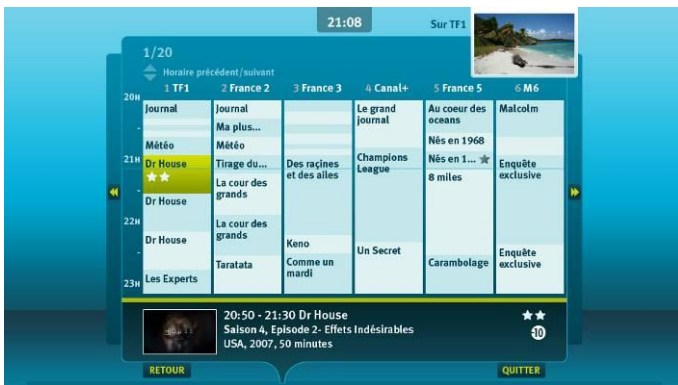 21:08
Sur TF1
1/20
Horaire précédent/suivant
1 TF1
2 France 2
3 France 3
4 Canal+
5 France 5
6 M6
20H
Journal
Journal
Le grand
journal
Au coeur des
oceans
Malcolm
Ma plus...
Météo
Météo
Nès en 1968
21H
Dr House
Tirage du...
Des racines
et des ailes
Champions
League
Nès en 1...
Enquête
exclusive
La cour des
grands
8 miles
Dr House
22H
La cour des
grands
Dr House
Keno
Un Secret
Enquête
exclusive
Taratata
Comme un
mardi
Carambolage
23H
Les Experts
20:50 - 21:30 Dr House
Saison 4, Episode 2- Effets Indésirables
USA, 2007, 50 minutes
-10
RETOUR
QUITTER